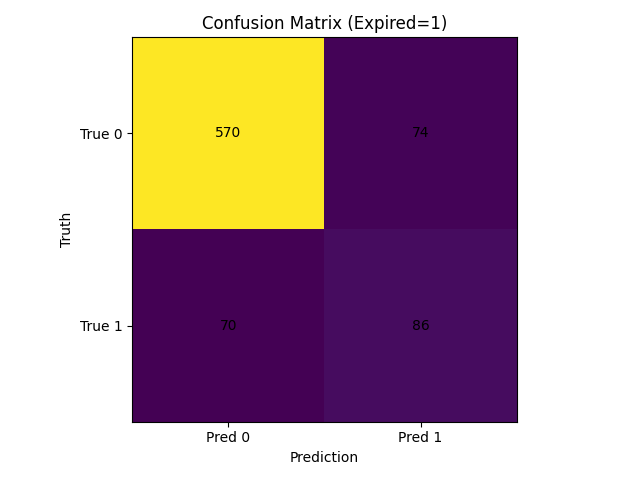 Confusion Matrix (Expired=1)
True 0
570
74
Truth
True 1
70
86
Pred 0
Pred 1
Prediction